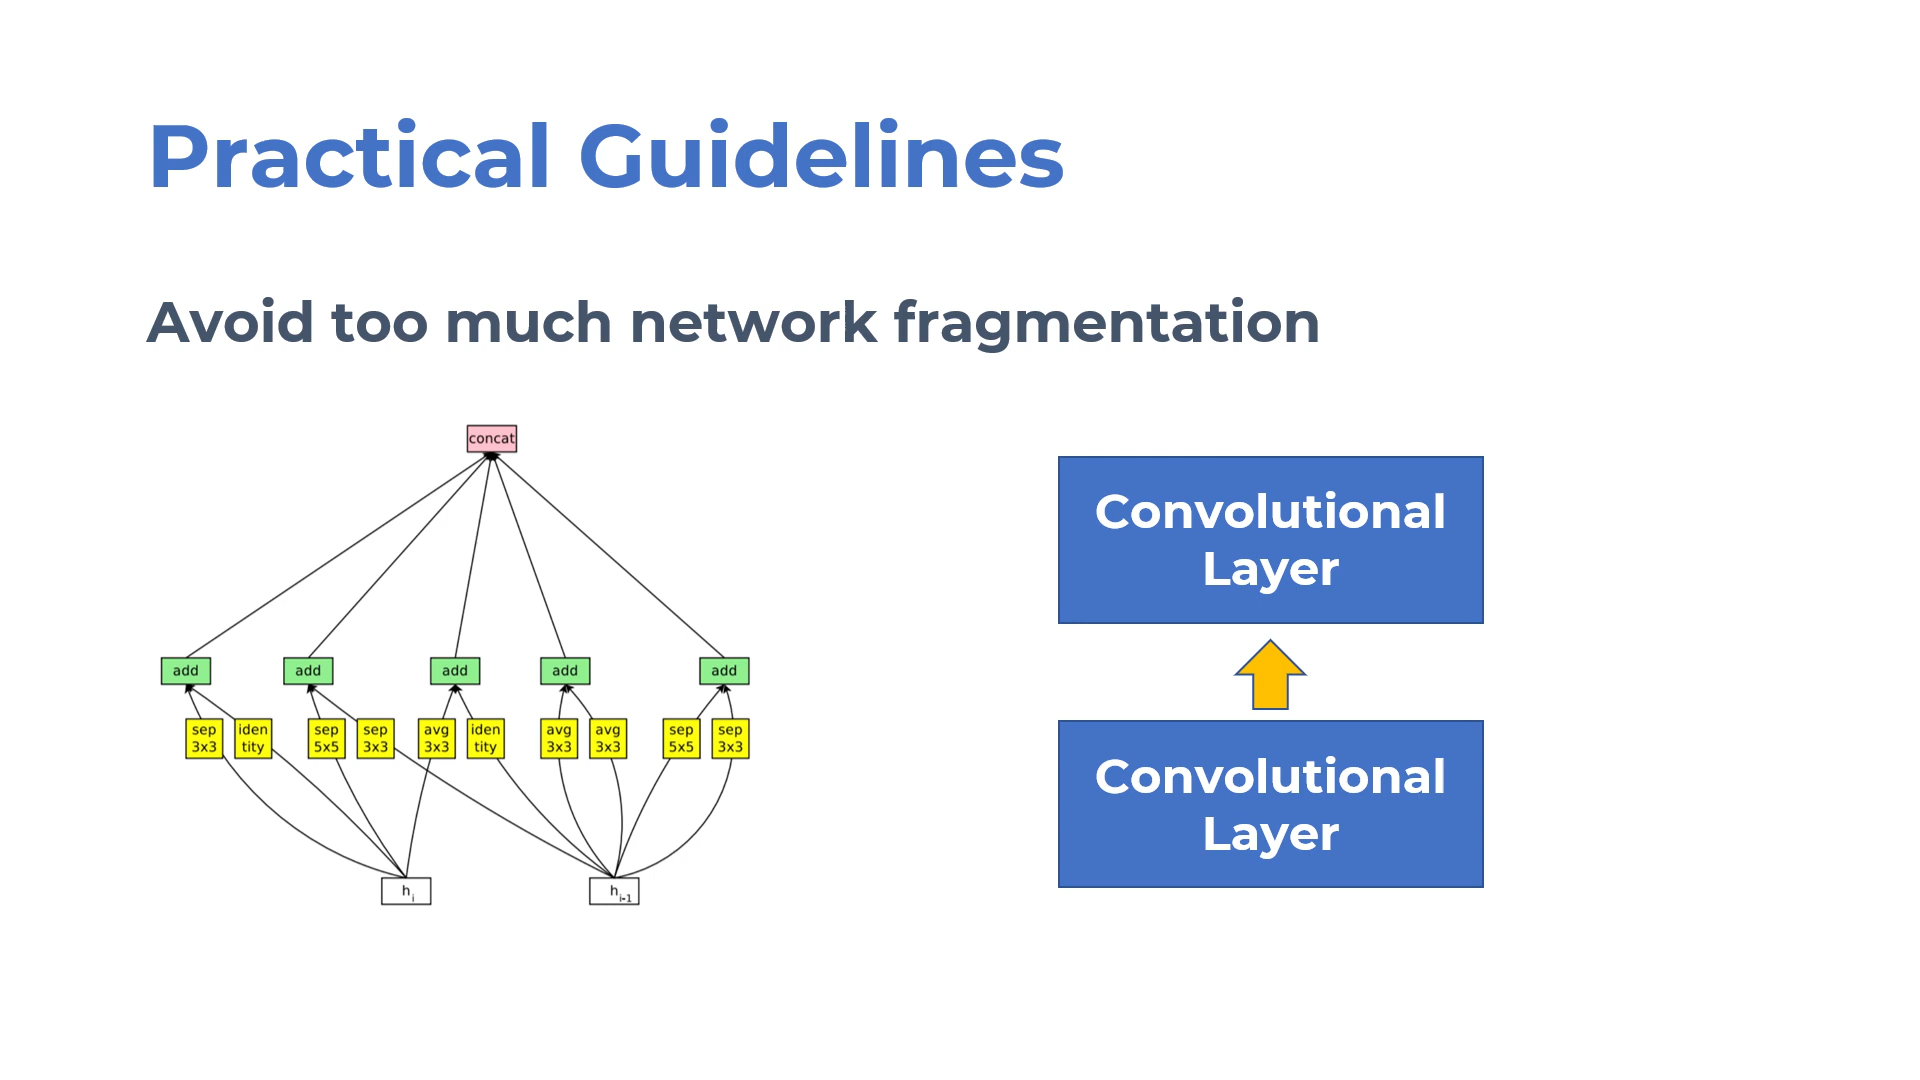 Practical Guidelines
Avoid too much network fragmentation
concat
add
add
add
add
add
sep
3x3
iden
tity
sep
5x5
sep
3x3
avg
3x3
iden
tity
avg
3x3
avg
3x3
sep
5x5
sep
3x3
h i
h i-1
Convolutional
Layer
Convolutional
Layer